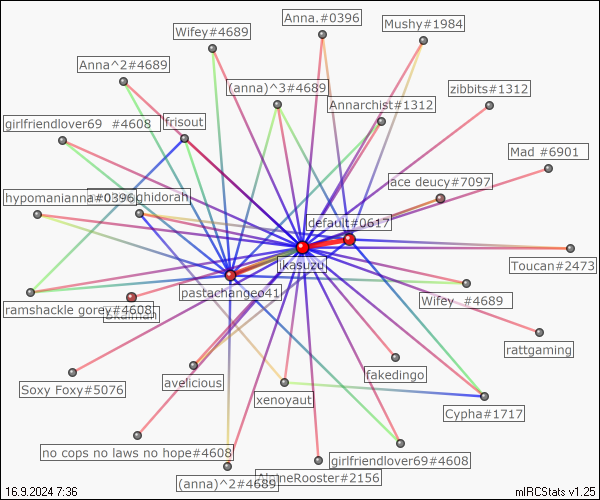 Anna.#0396
Mushy#1984
Wifey#4689
Anna^2#4689
(anna)^3#4689
zibbits#1312
Annarchist#1312
girlfriendlover69 #4608
frisout
Mad #6901
ace deucy#7097
hypomanianna#0396
ghidorah
default#0617
jkasuzu
Toucan#2473
pastachangeo41
Wifey #4689
ramshackle gorey#4608
rattgaming
fakedingo
Soxy Foxy#5076
avelicious
xenoyaut
Cypha#1717
no cops no laws no hope#4608
girlfriendlover69#4608
(anna)^2#4689
AlpineRooster#2156
16.9.2024 7:36
mIRCStats v1.25